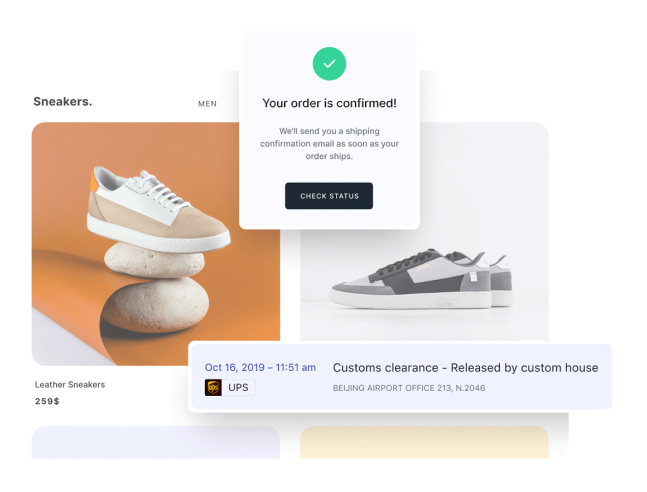 Sneakers.
MEN
Your order is confirmed!
We'll send you a shipping
confirmation email as soon as your
order ships.
CHECK STATUS
Oct 16, 2019 – 11:51 am
Customs clearance - Released by custom house
ups
UPS
BEIJING AIRPORT OFFICE 213, N.2046
Leather Sneakers
259$